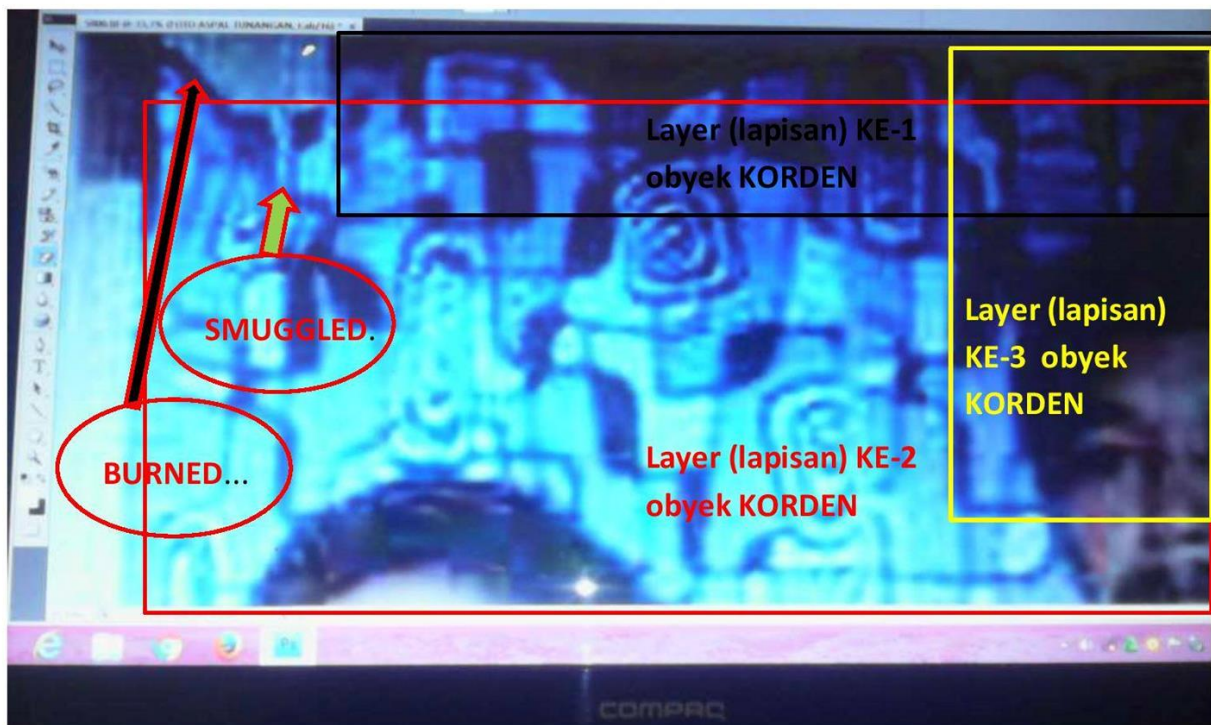 Layer (lapisan) KE-1
obyek KORDEN
SMUGGLED.
Layer (lapisan)
KE-3 obyek
KORDEN
BURNED...
Layer (lapisan) KE-2
obyek KORDEN
Ps
COMPAQ